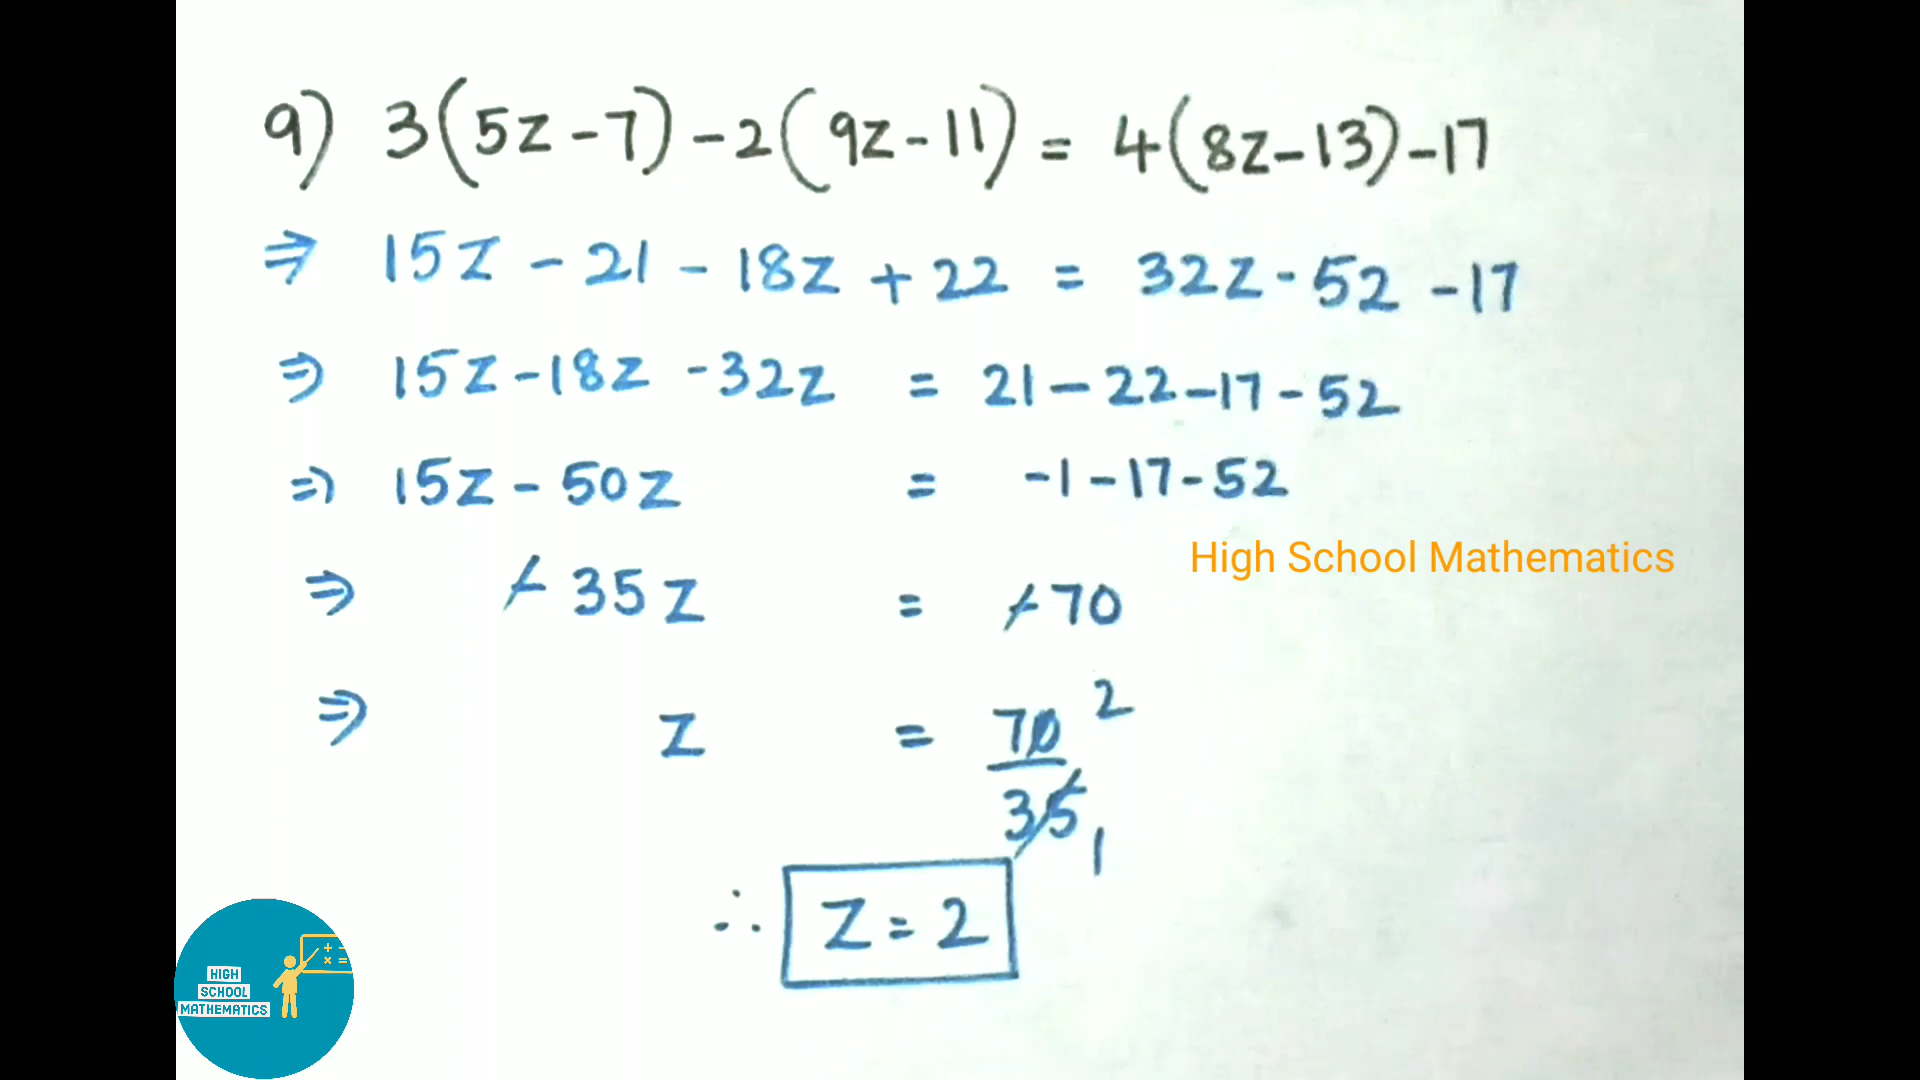 9) 3(5z-7)-2(9z-11) = 4(8z-13)-17
⇒ 15z - 21 - 18z + 22 = 32z - 52 - 17
⇒ 15z - 18z - 32z = 21 - 22 - 17 - 52
⇒ 15z - 50z = -1 - 17 - 52
High School Mathematics
⇒ -35z = -70
⇒ z = 70/35 2 1
∴ z = 2
HIGH
SCHOOL
MATHEMATICS
+ -
× =